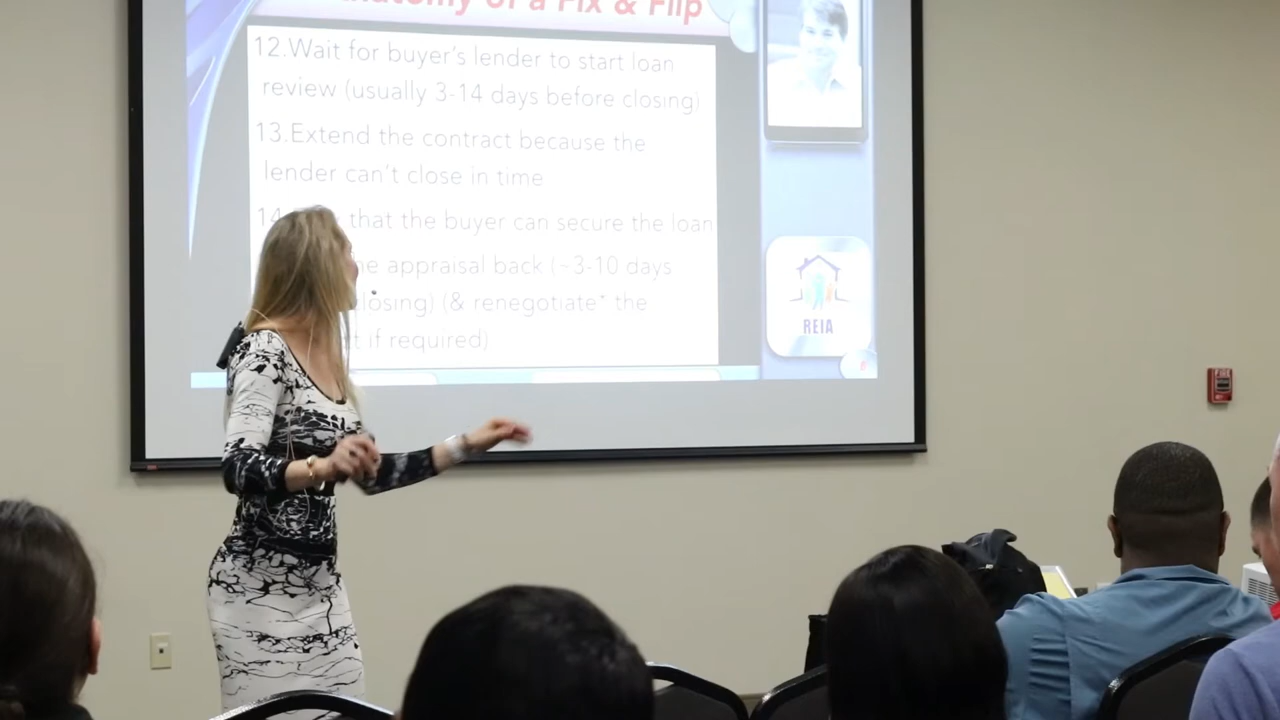 Anatomy of a Fix & Flip
12.Wait for buyer's lender to start loan
review (usually 3-14 days before closing)
13.Extend the contract because the
lender can't close in time
14. that the buyer can secure the loan
appraisal back (~3-10 days
closing) (& renegotiate* the
if required)
REIA
FIRE